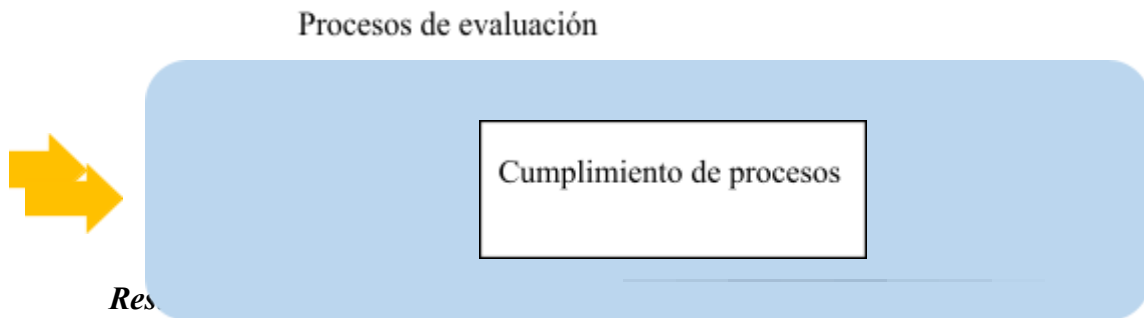 Procesos de evaluación
Cumplimiento de procesos